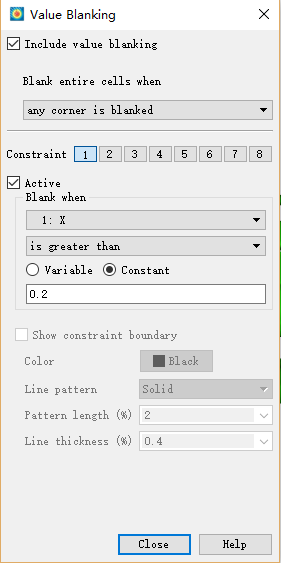 Value Blanking
Include value blanking
Blank entire cells when
any corner is blanked
Constraint 1 2 3 4 5 6 7 8
Active
Blank when
1: X
is greater than
Variable Constant
0.2
Show constraint boundary
Color Black
Line pattern Solid
Pattern length (%) 2
Line thickness (%) 0.4
Close Help